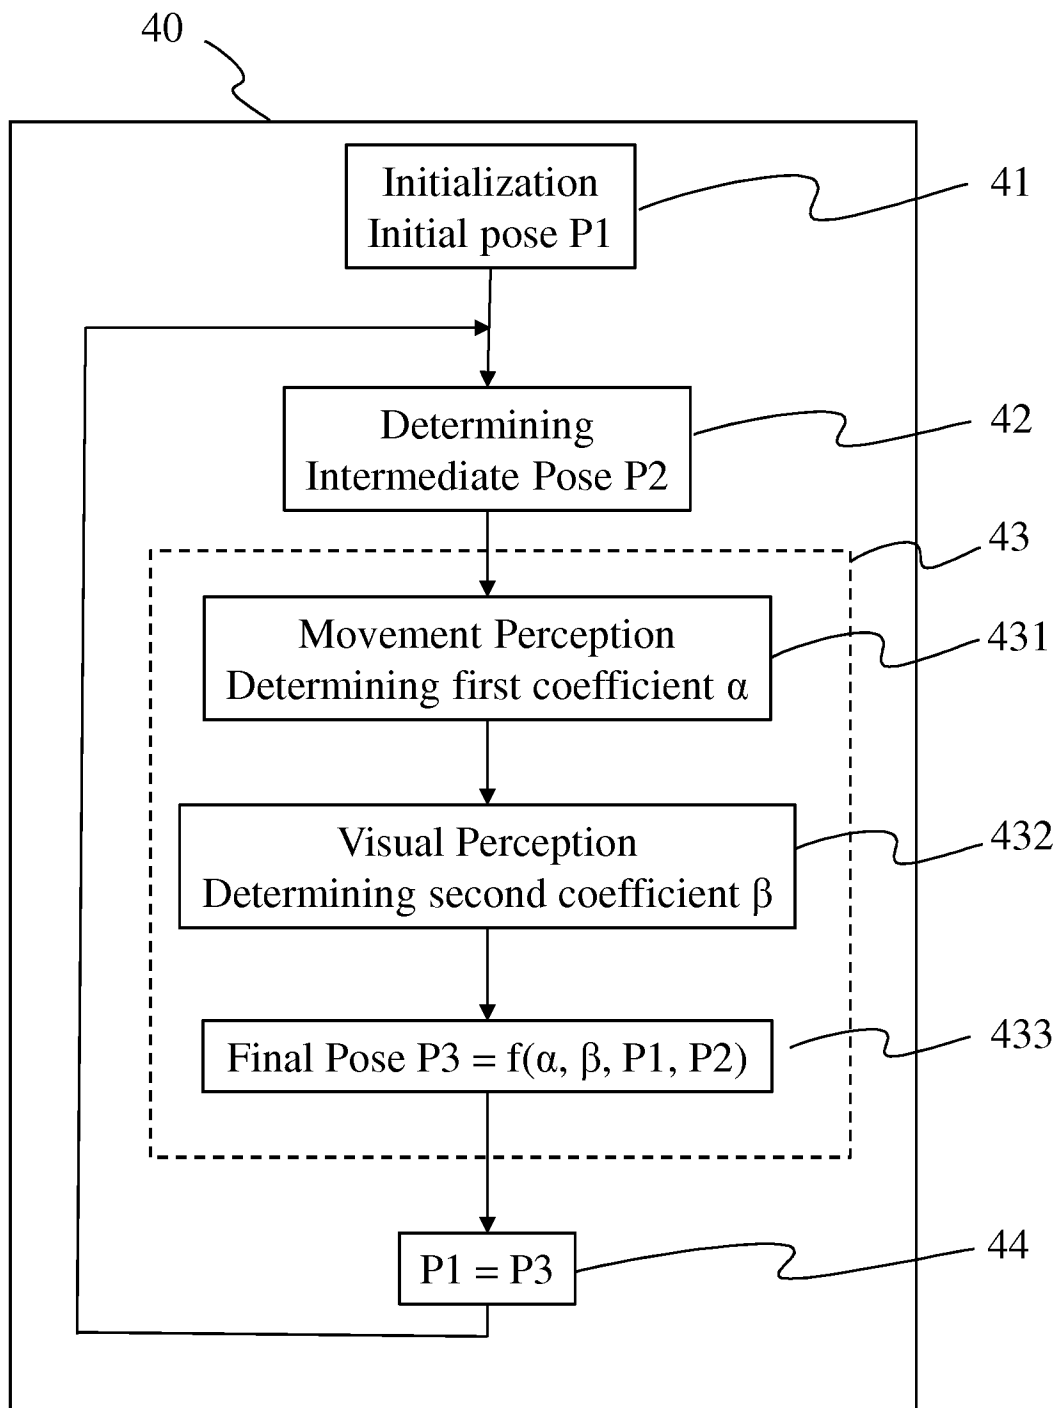 40
Initialization
Initial pose P1
41
Determining
Intermediate Pose P2
42
43
Movement Perception
Determining first coefficient α
431
Visual Perception
Determining second coefficient β
432
Final Pose P3 = f(α, β, P1, P2)
433
P1 = P3
44